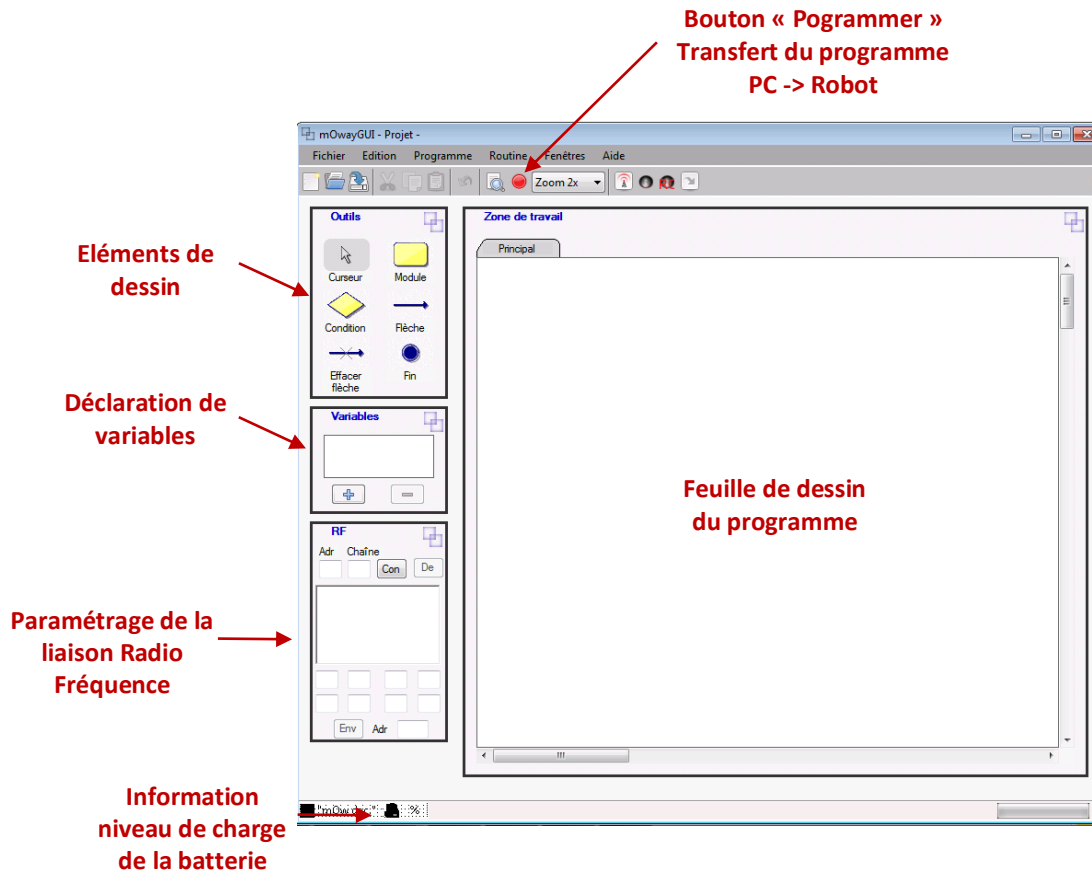 Bouton « Pogrammer »
Transfert du programme
PC -> Robot
mOwayGUI - Projet -
Fichier Edition Programme Routine Fenêtres Aide
Zoom 2x
Outils
Curseur Module
Condition Flèche
Effacer flèche Fin
Variables
RF
Adr Chaîne
Con De
Env Adr
Zone de travail
Principal
Eléments de
dessin
Déclaration de
variables
Feuille de dessin
du programme
Paramétrage de la
liaison Radio
Fréquence
Information
niveau de charge
de la batterie
%